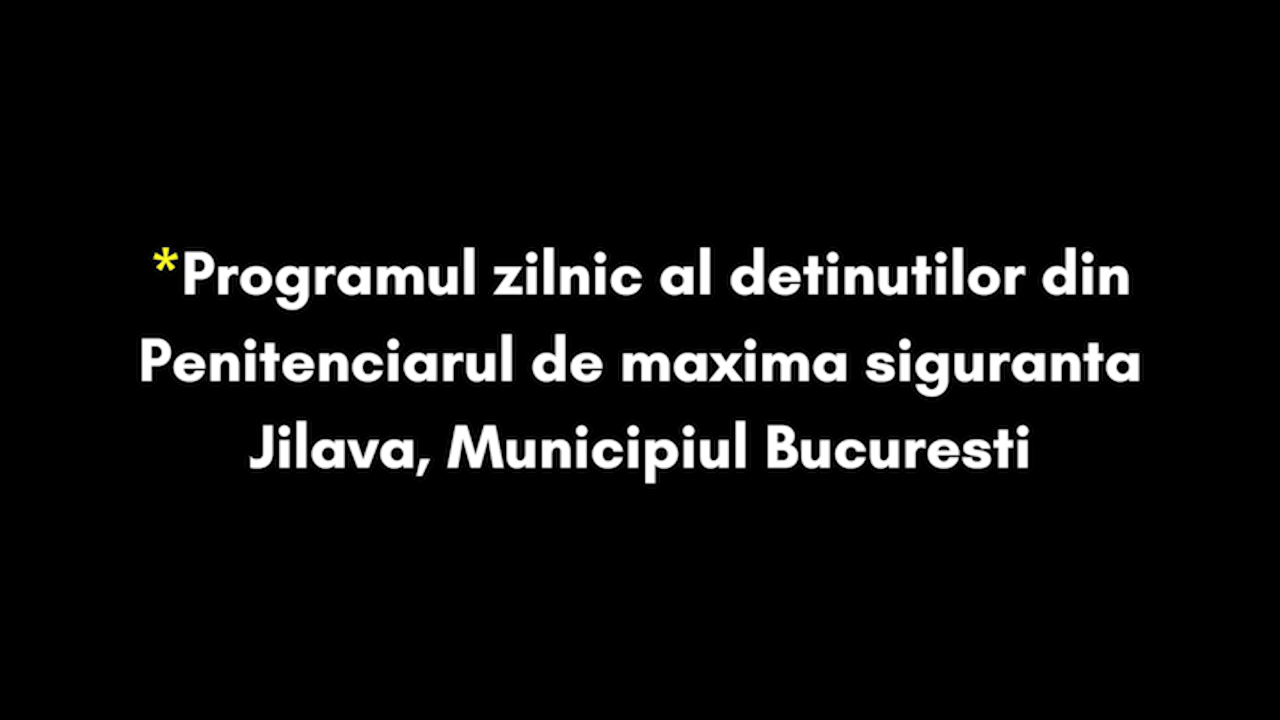 *Programul zilnic al detinutilor din
Penitenciarul de maxima siguranta
Jilava, Municipiul Bucuresti